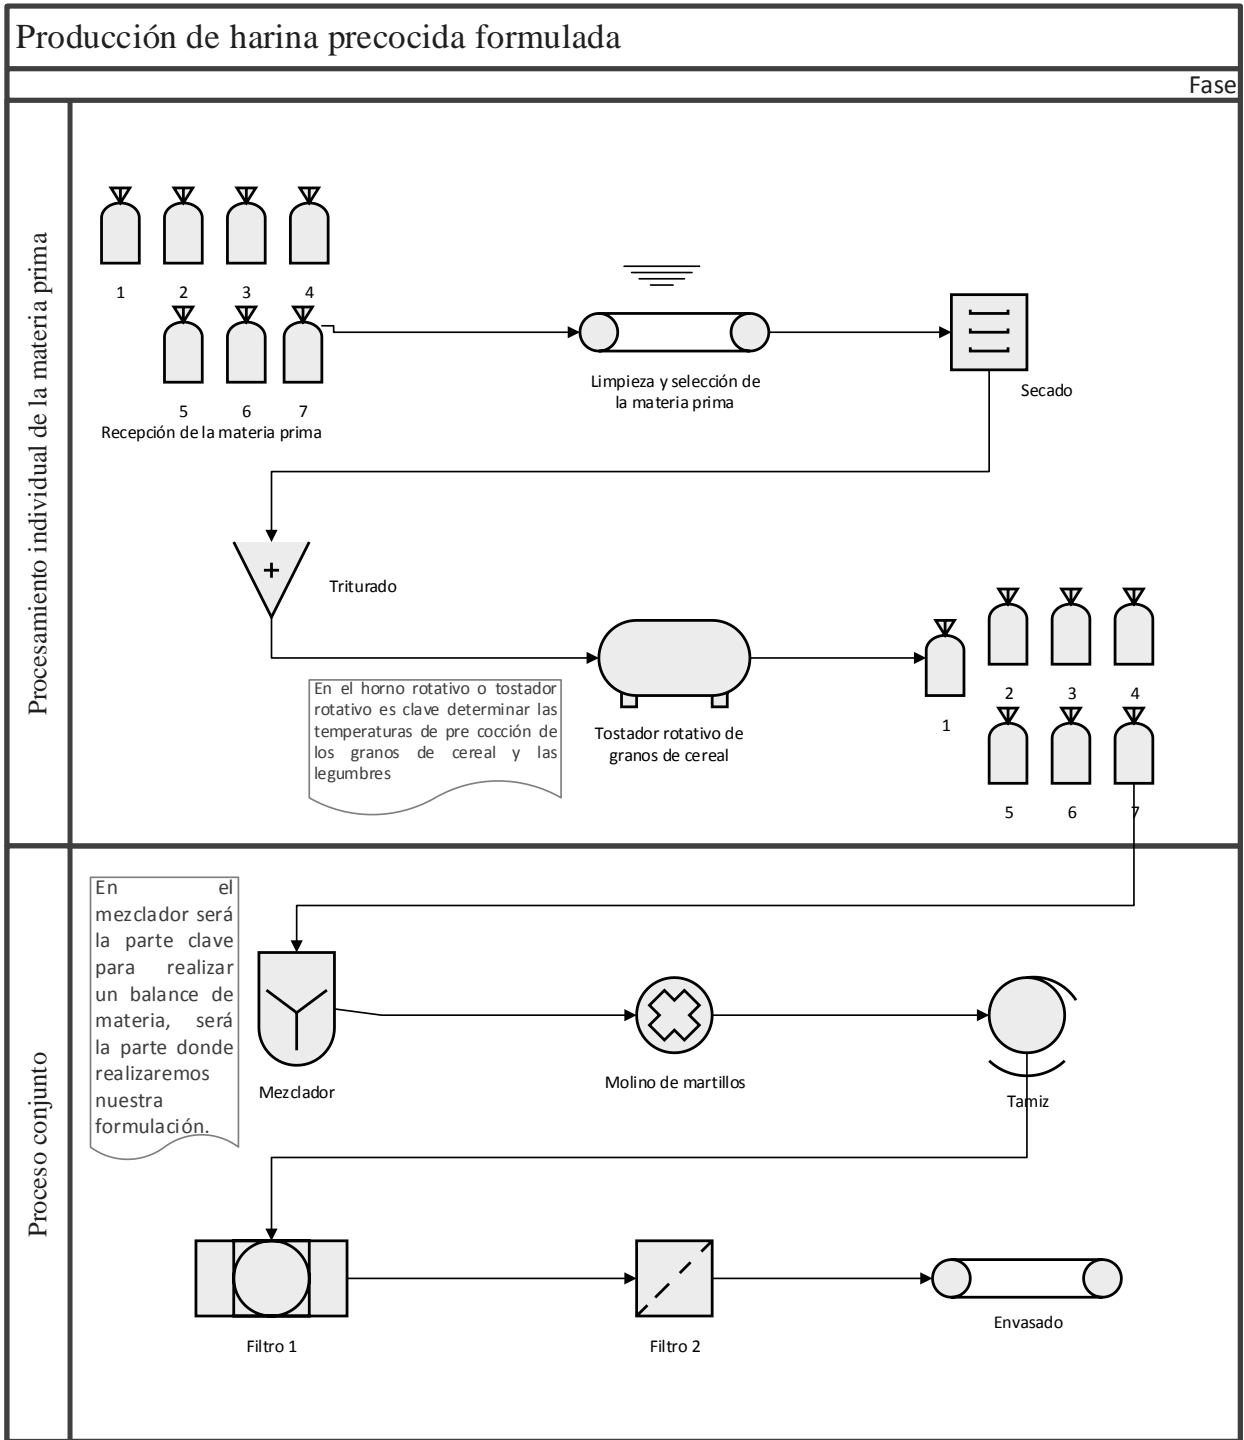 Producción de harina precocida formulada
Fase
Procesamiento individual de la materia prima
1 2 3 4
5 6 7
Recepción de la materia prima
Limpieza y selección de
la materia prima
Secado
Triturado
En el horno rotativo o tostador
rotativo es clave determinar las
temperaturas de pre cocción de
los granos de cereal y las
legumbres
Tostador rotativo de
granos de cereal
1
2 3 4
5 6 7
Proceso conjunto
En el
mezclador será
la parte clave
para realizar
un balance de
materia, será
la parte donde
realizaremos
nuestra
formulación.
Mezclador
Molino de martillos
Tamiz
Filtro 1
Filtro 2
Envasado